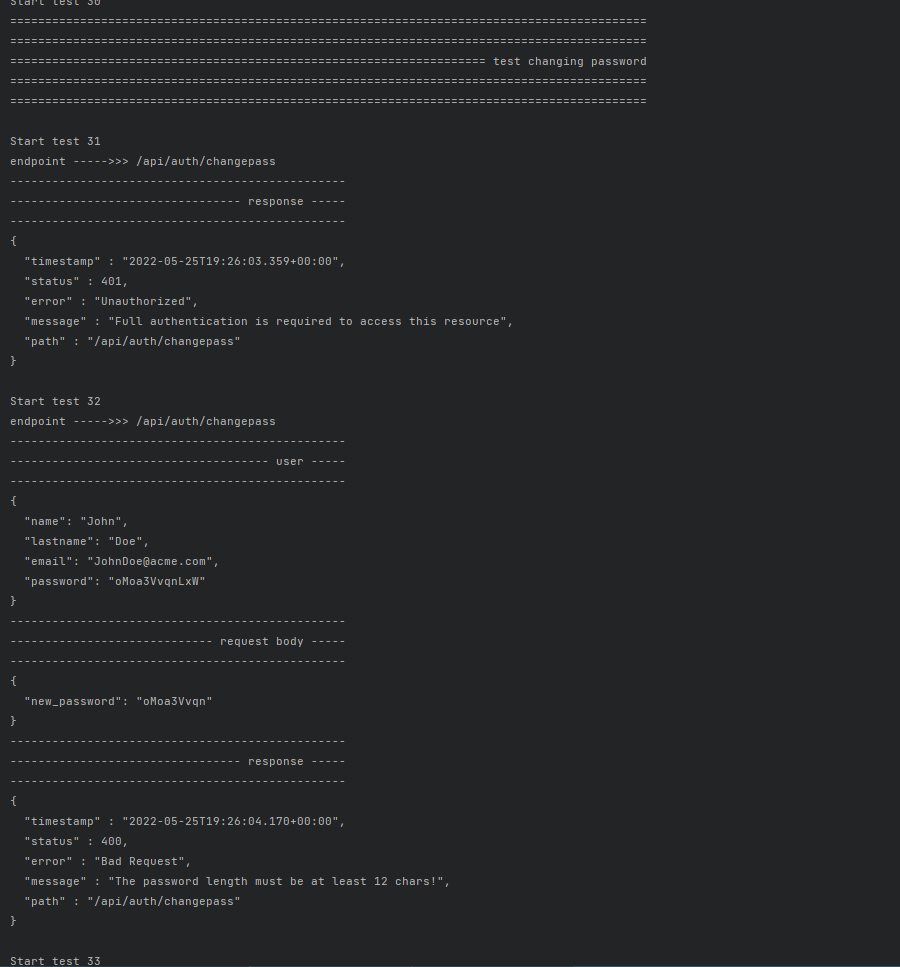 Start test 30
===========================================================================================
===========================================================================================
==================================================================== test changing password
===========================================================================================
===========================================================================================
Start test 31
endpoint ----->>> /api/auth/changepass
------------------------------------------------
--------------------------------- response -----
------------------------------------------------
{
  "timestamp" : "2022-05-25T19:26:03.359+00:00",
  "status" : 401,
  "error" : "Unauthorized",
  "message" : "Full authentication is required to access this resource",
  "path" : "/api/auth/changepass"
}
Start test 32
endpoint ----->>> /api/auth/changepass
------------------------------------------------
------------------------------------- user -----
------------------------------------------------
{
  "name": "John",
  "lastname": "Doe",
  "email": "JohnDoe@acme.com",
  "password": "oMoa3VvqnLxW"
}
------------------------------------------------
----------------------------- request body -----
------------------------------------------------
{
  "new_password": "oMoa3Vvqn"
}
------------------------------------------------
--------------------------------- response -----
------------------------------------------------
{
  "timestamp" : "2022-05-25T19:26:04.170+00:00",
  "status" : 400,
  "error" : "Bad Request",
  "message" : "The password length must be at least 12 chars!",
  "path" : "/api/auth/changepass"
}
Start test 33